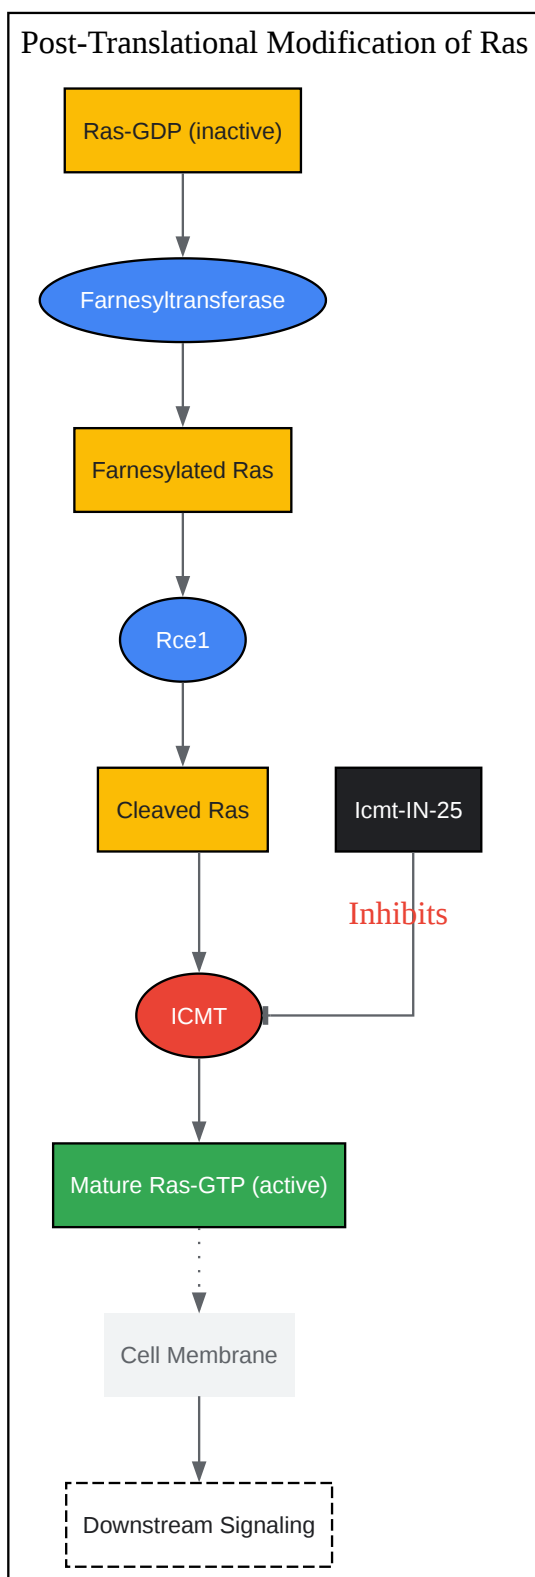 Post-Translational Modification of Ras
Ras-GDP (inactive)
Farnesyltransferase
Farnesylated Ras
Rce1
Cleaved Ras
Icmt-IN-25
Inhibits
ICMT
Mature Ras-GTP (active)
Cell Membrane
Downstream Signaling